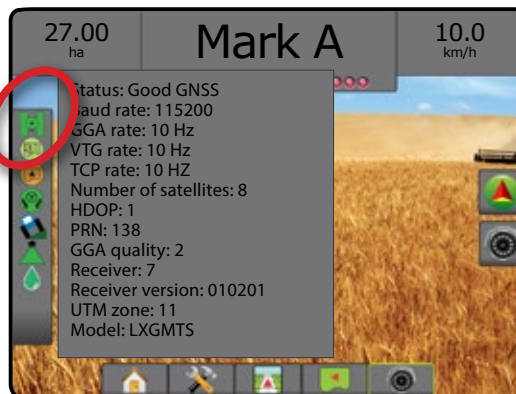 27.00
ha
Mark A
10.0
km/h
Status: Good GNSS
Baud rate: 115200
GGA rate: 10 Hz
VTG rate: 10 Hz
TCP rate: 10 HZ
Number of satellites: 8
HDOP: 1
PRN: 138
GGA quality: 2
Receiver: 7
Receiver version: 010201
UTM zone: 11
Model: LXGMTS